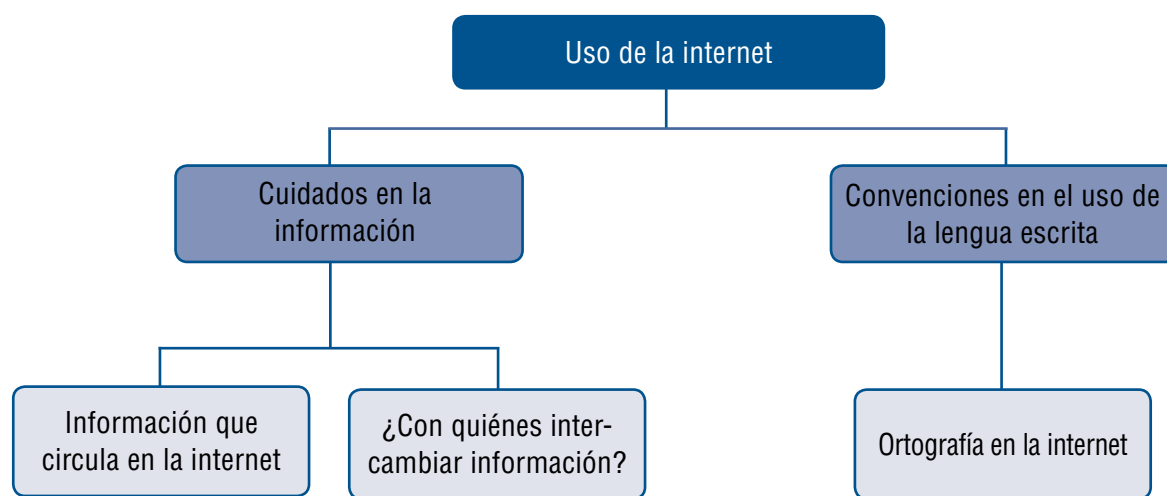 Uso de la internet
Cuidados en la
información
Convenciones en el uso de
la lengua escrita
Información que
circula en la internet
¿Con quiénes inter-
cambiar información?
Ortografía en la internet